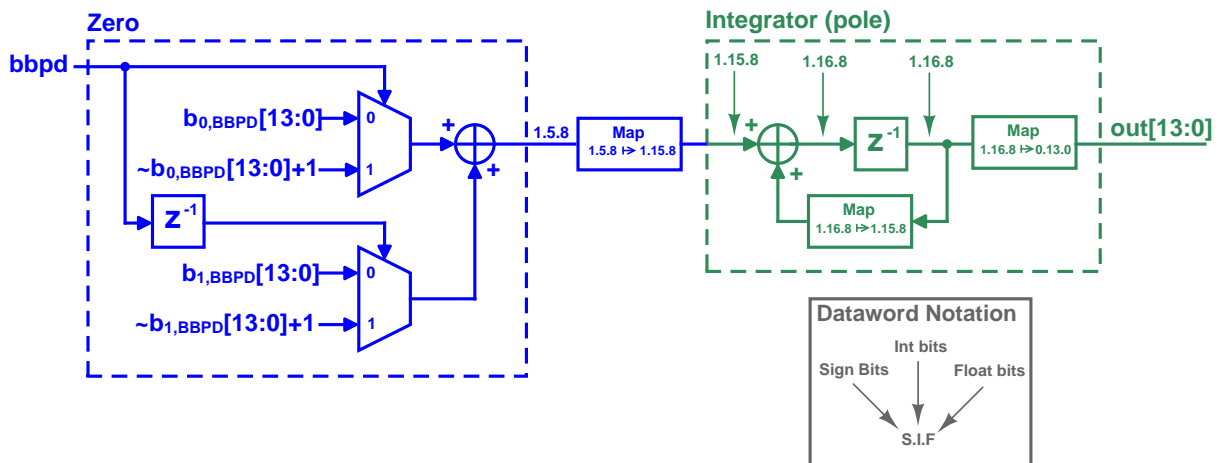 Zero
Integrator (pole)
bbpd
b0,BBPD[13:0]
0
~b0,BBPD[13:0]+1
1
z-1
b1,BBPD[13:0]
0
~b1,BBPD[13:0]+1
1
+
+
1.5.8
Map
1.5.8 ↦ 1.15.8
1.15.8
1.16.8
1.16.8
+
+
z-1
Map
1.16.8 ↦ 0.13.0
out[13:0]
Map
1.16.8 ↦ 1.15.8
Dataword Notation
Int bits
Sign Bits
Float bits
S.I.F